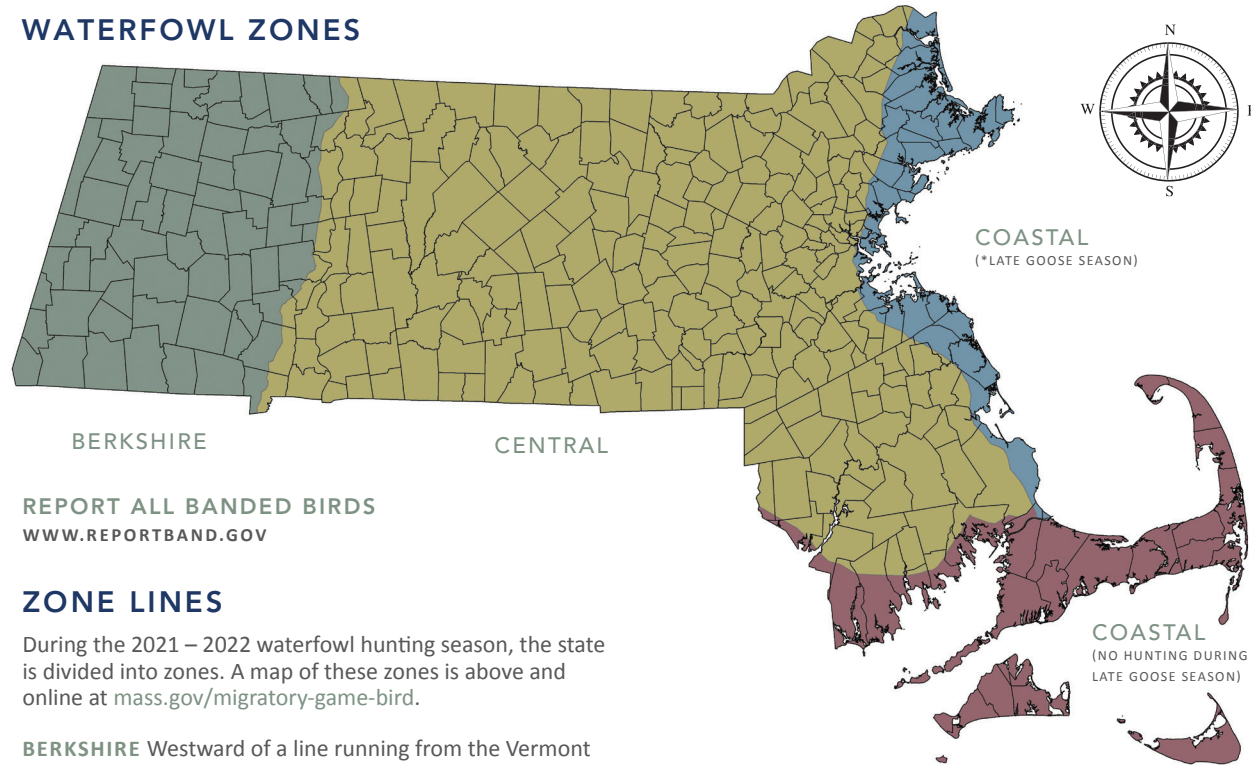 WATERFOWL ZONES
N
W
E
S
COASTAL
(*LATE GOOSE SEASON)
BERKSHIRE
CENTRAL
REPORT ALL BANDED BIRDS
WWW.REPORTBAND.GOV
COASTAL
(NO HUNTING DURING
LATE GOOSE SEASON)
ZONE LINES
During the 2021 – 2022 waterfowl hunting season, the state
is divided into zones. A map of these zones is above and
online at mass.gov/migratory-game-bird.
BERKSHIRE Westward of a line running from the Vermont